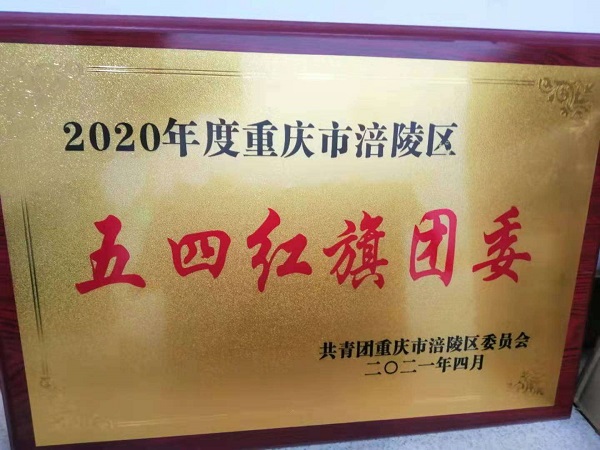 2020年度重庆市涪陵区
五四红旗团委
共青团重庆市涪陵区委员会
二〇二一年四月